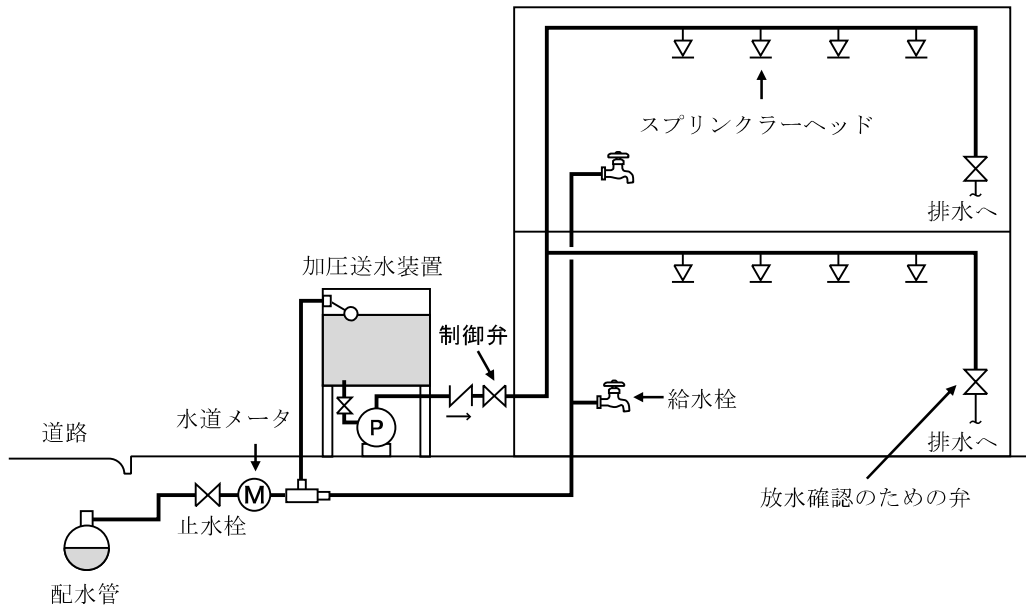 スプリンクラーヘッド
排水へ
加圧送水装置
制御弁
P
給水栓
水道メータ
道路
排水へ
M
放水確認のための弁
止水栓
配水管